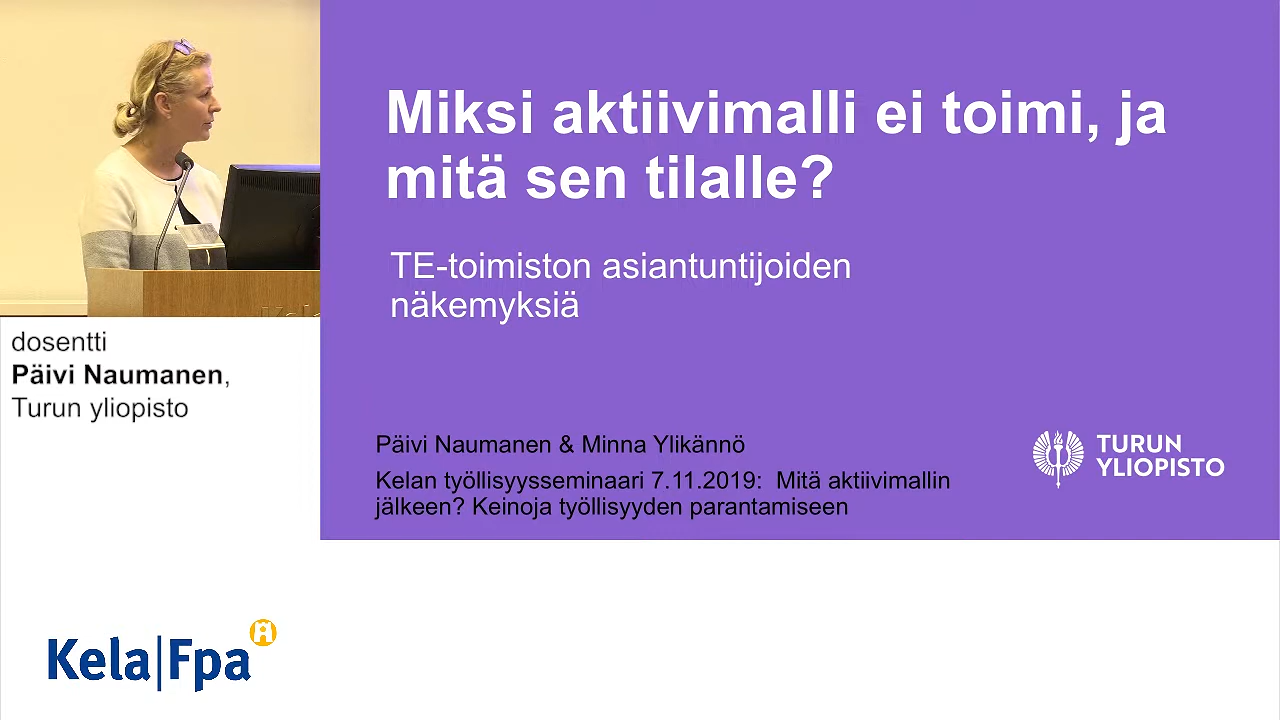 Miksi aktiivimalli ei toimi, ja
mitä sen tilalle?
TE-toimiston asiantuntijoiden
näkemyksiä
dosentti
Päivi Naumanen,
Turun yliopisto
Päivi Naumanen & Minna Ylikännö
Kelan työllisyysseminaari 7.11.2019: Mitä aktiivimallin
jälkeen? Keinoja työllisyyden parantamiseen
TURUN
YLIOPISTO
Kela|Fpa